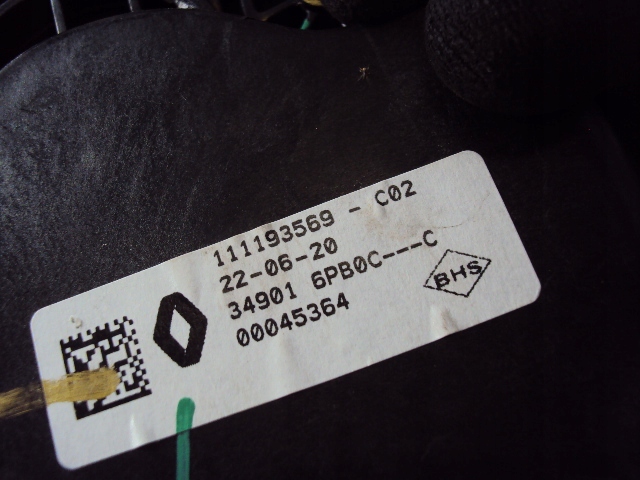 111193569 - C02
22-06-20
34901 6PB0C---C
00045364
BHS